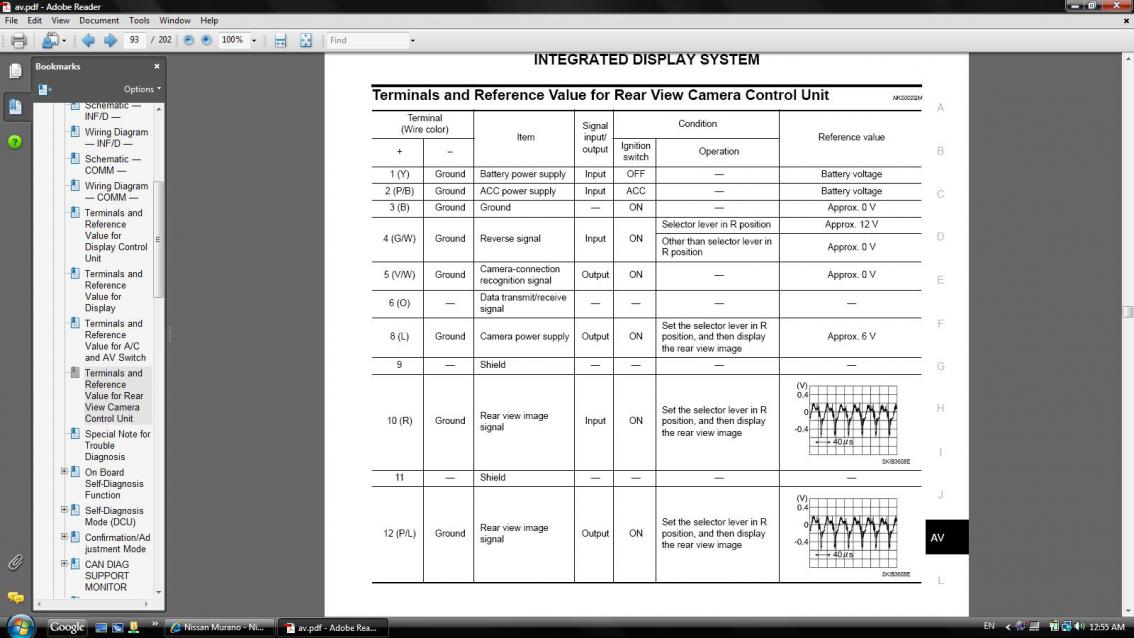 av.pdf - Adobe Reader
File Edit View Document Tools Window Help
93 / 202 100% Find
Bookmarks
Options
Schematic —
INF/D —
Wiring Diagram
— INF/D —
Schematic —
COMM —
Wiring Diagram
— COMM —
Terminals and
Reference
Value for
Display Control
Unit
Terminals and
Reference
Value for
Display
Terminals and
Reference
Value for A/C
and AV Switch
Terminals and
Reference
Value for Rear
View Camera
Control Unit
Special Note for
Trouble
Diagnosis
On Board
Self-Diagnosis
Function
Self-Diagnosis
Mode (DCU)
Confirmation/Ad
justment Mode
CAN DIAG
SUPPORT
MONITOR
INTEGRATED DISPLAY SYSTEM
Terminals and Reference Value for Rear View Camera Control Unit
Terminal
(Wire color)
+ –
Item
Signal
input/
output
Condition
Ignition
switch
Operation
Reference value
1 (Y) Ground Battery power supply Input OFF — Battery voltage
2 (P/B) Ground ACC power supply Input ACC — Battery voltage
3 (B) Ground Ground — ON — Approx. 0 V
4 (G/W) Ground Reverse signal Input ON
Selector lever in R position Approx. 12 V
Other than selector lever in
R position
Approx. 0 V
5 (V/W) Ground
Camera-connection
recognition signal
Output ON — Approx. 0 V
6 (O) —
Data transmit/receive
signal
— — — —
8 (L) Ground Camera power supply Output ON
Set the selector lever in R
position, and then display
the rear view image
Approx. 6 V
9 — Shield — — — —
10 (R) Ground
Rear view image
signal
Input ON
Set the selector lever in R
position, and then display
the rear view image
(V)
0.4
0
-0.4
40μs
SKIB3608E
11 — Shield — — — —
12 (P/L) Ground
Rear view image
signal
Output ON
Set the selector lever in R
position, and then display
the rear view image
(V)
0.4
0
-0.4
40μs
SKIB3608E
A
B
C
D
E
F
G
H
I
J
AV
L
Google
Nissan Murano - Ni...
av.pdf - Adobe Rea...
EN
12:55 AM